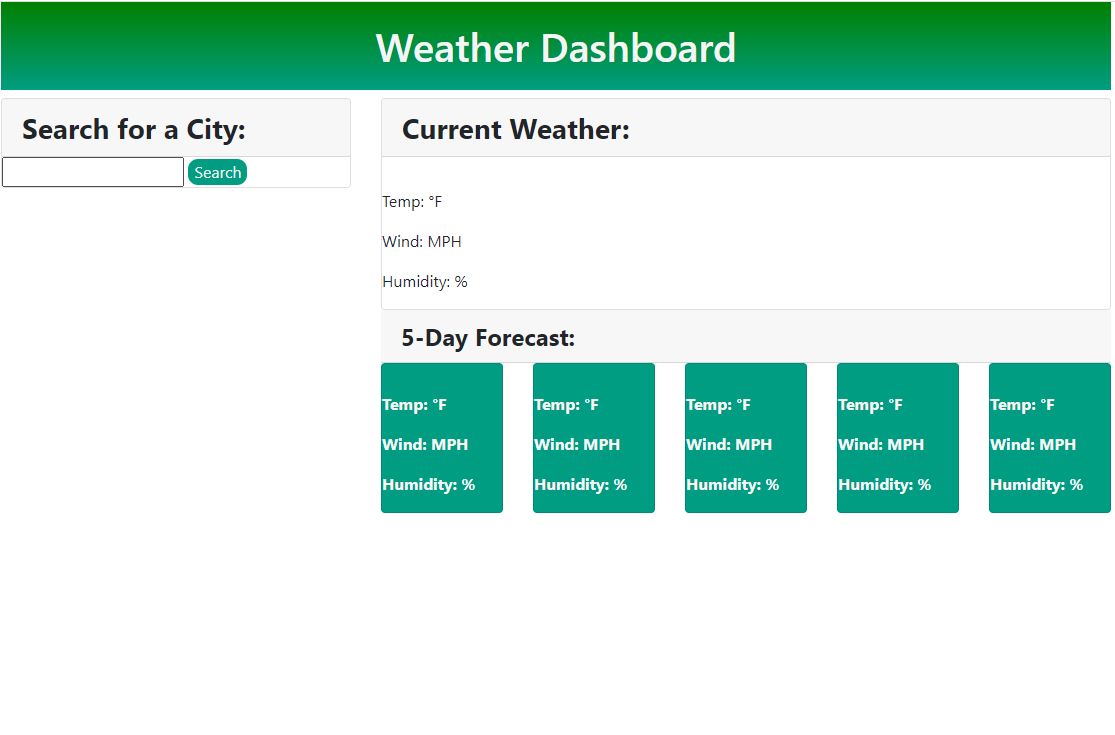 Weather Dashboard
Search for a City:
Search
Current Weather:
Temp: °F
Wind: MPH
Humidity: %
5-Day Forecast:
Temp: °F
Wind: MPH
Humidity: %
Temp: °F
Wind: MPH
Humidity: %
Temp: °F
Wind: MPH
Humidity: %
Temp: °F
Wind: MPH
Humidity: %
Temp: °F
Wind: MPH
Humidity: %